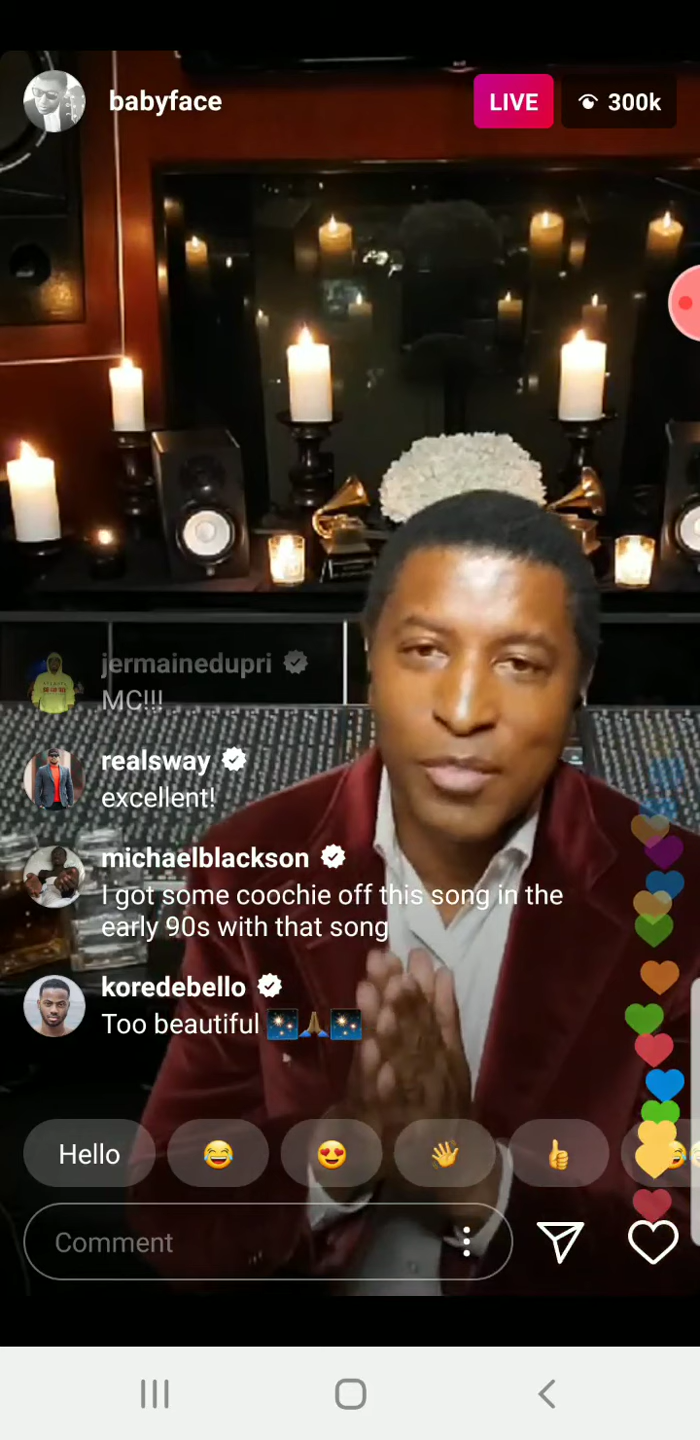 babyface
LIVE
300k
jermainedupri
MC!!!
realsway
excellent!
michaelblackson
I got some coochie off this song in the
early 90s with that song
koredebello
Too beautiful 🎇🙏🏾🎇
Hello
Comment